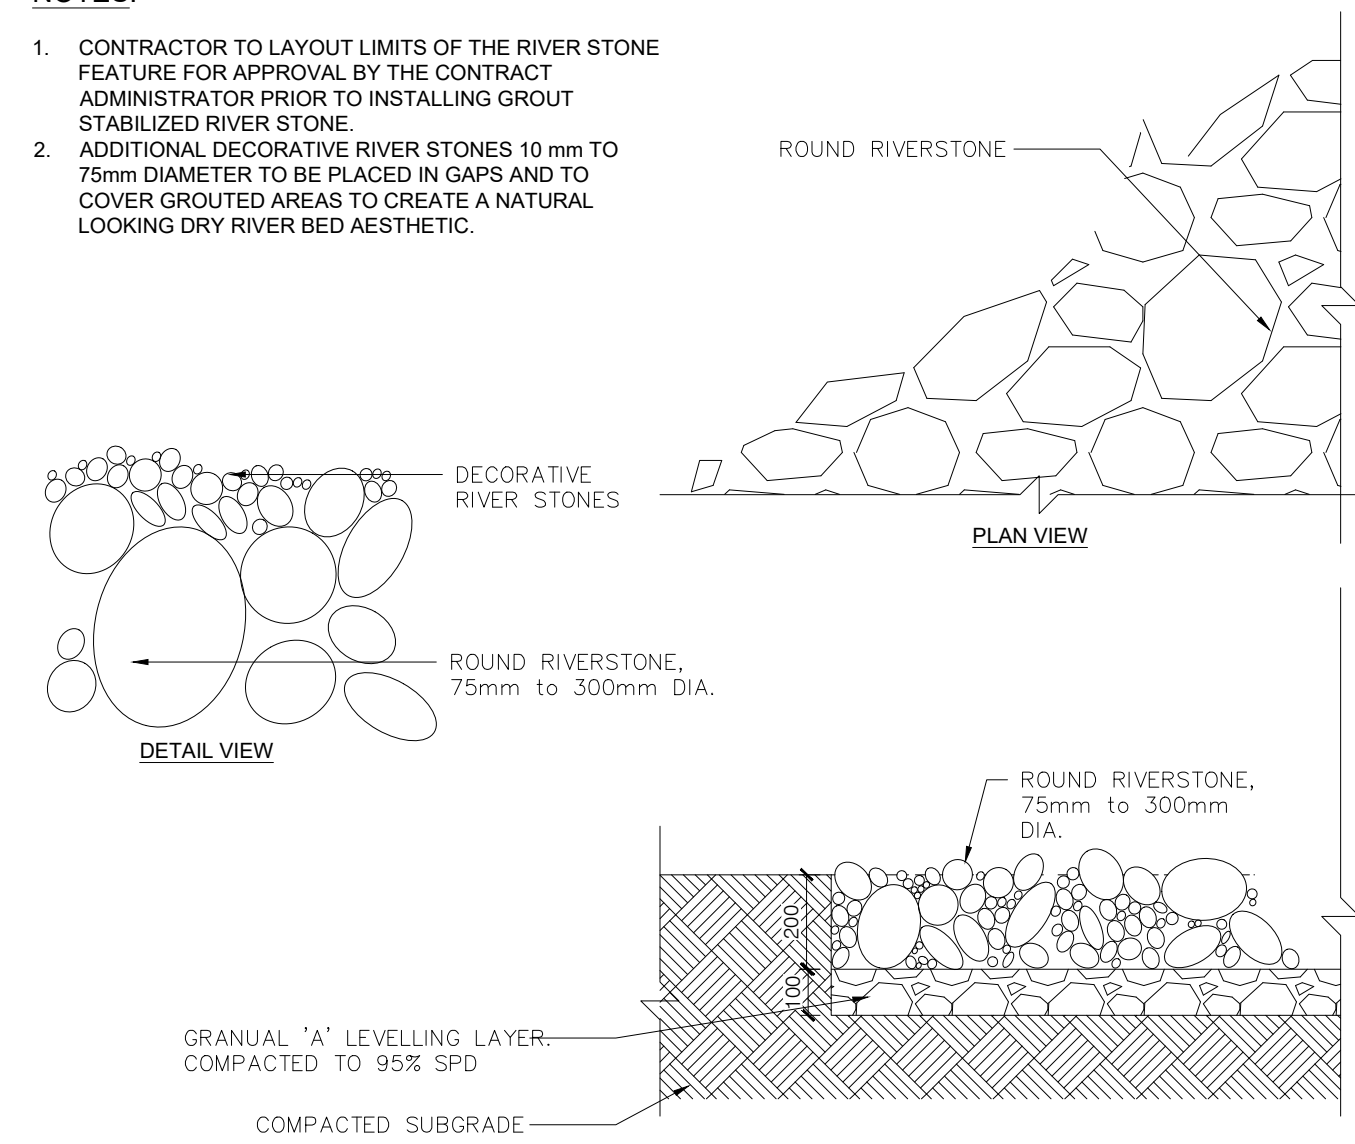 NOTES:
1. CONTRACTOR TO LAYOUT LIMITS OF THE RIVER STONE
FEATURE FOR APPROVAL BY THE CONTRACT
ADMINISTRATOR PRIOR TO INSTALLING GROUT
STABILIZED RIVER STONE.
2. ADDITIONAL DECORATIVE RIVER STONES 10 mm TO
75mm DIAMETER TO BE PLACED IN GAPS AND TO
COVER GROUTED AREAS TO CREATE A NATURAL
LOOKING DRY RIVER BED AESTHETIC.
ROUND RIVERSTONE
PLAN VIEW
DECORATIVE
RIVER STONES
ROUND RIVERSTONE,
75mm to 300mm DIA.
DETAIL VIEW
ROUND RIVERSTONE,
75mm to 300mm
DIA.
200
100
GRANUAL 'A' LEVELLING LAYER.
COMPACTED TO 95% SPD
COMPACTED SUBGRADE